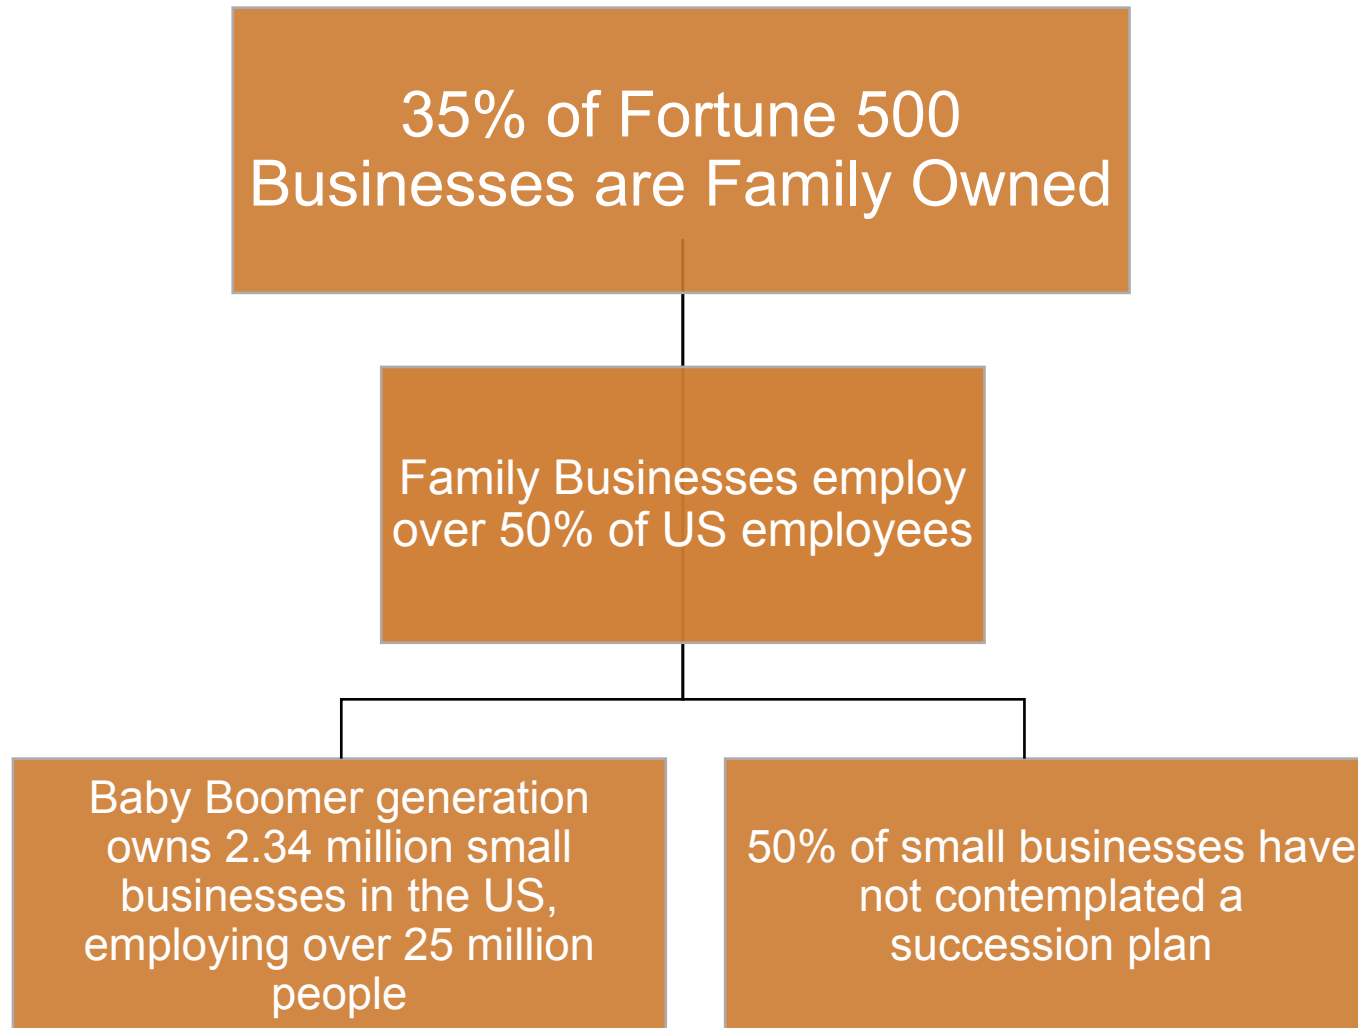 35% of Fortune 500
Businesses are Family Owned
Family Businesses employ
over 50% of US employees
Baby Boomer generation
owns 2.34 million small
businesses in the US,
employing over 25 million
people
50% of small businesses have
not contemplated a
succession plan